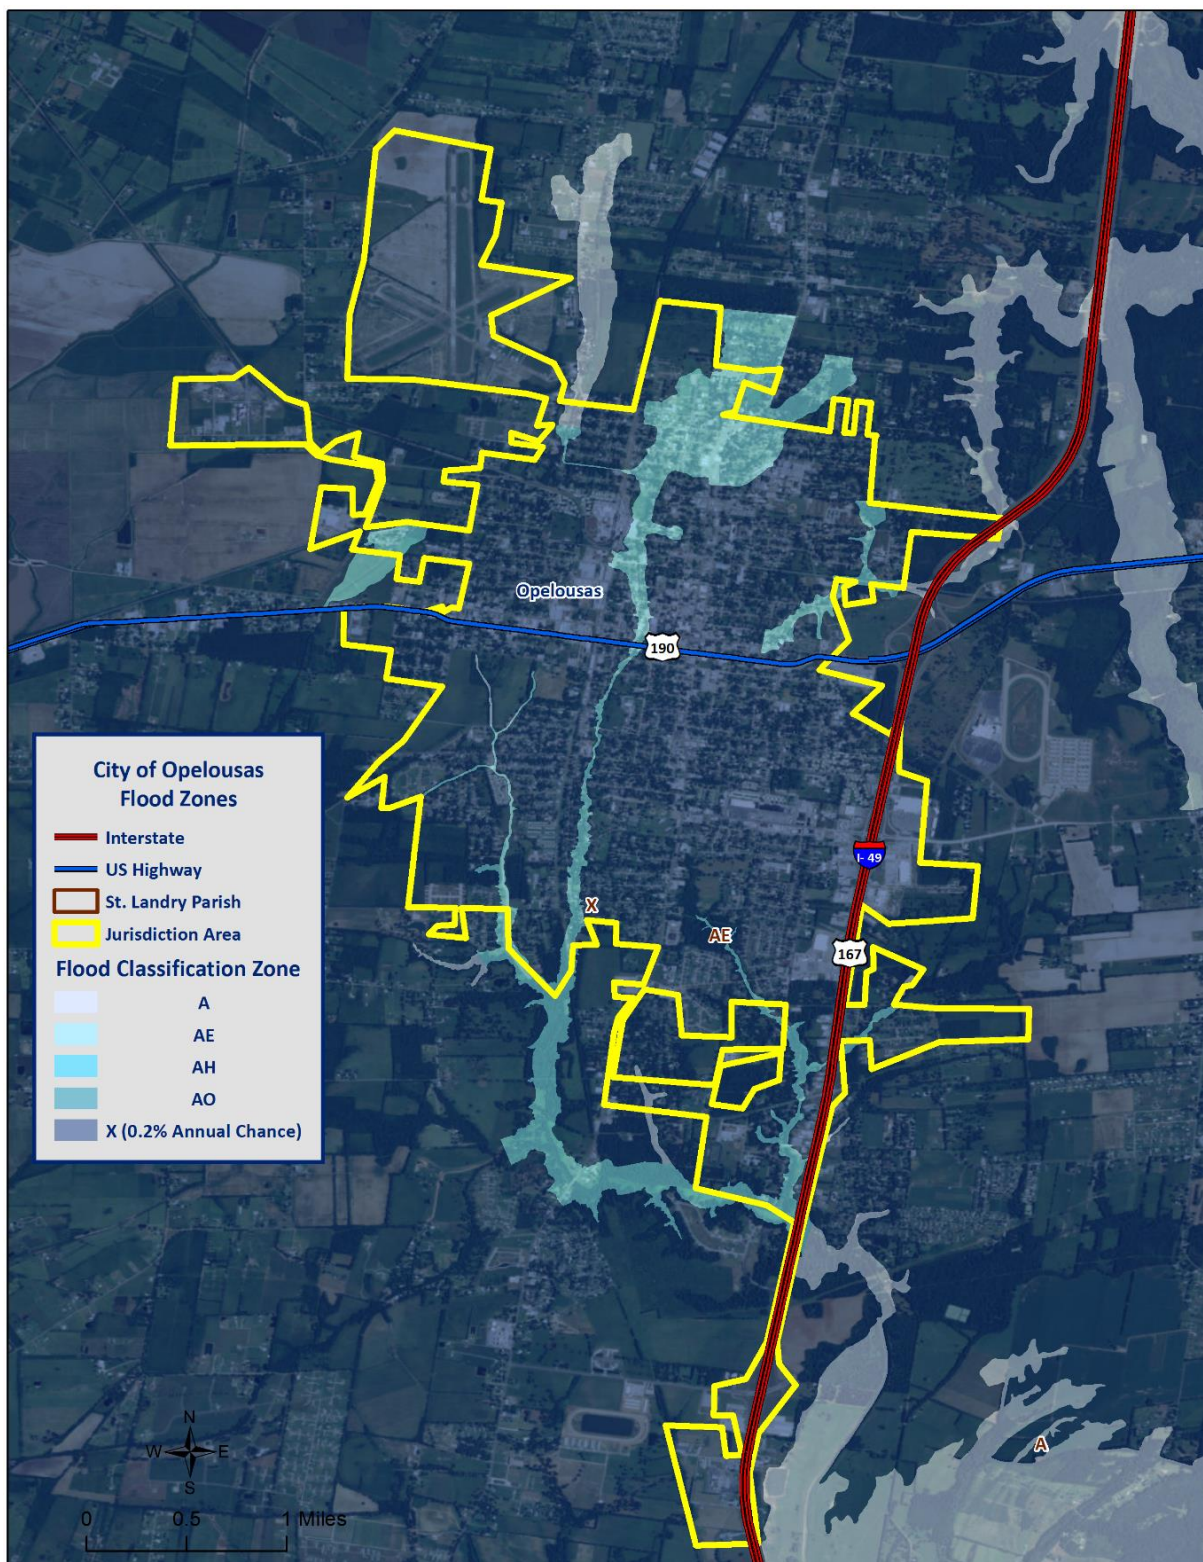 Opelousas
190
City of Opelousas
Flood Zones
Interstate
US Highway
St. Landry Parish
Jurisdiction Area
Flood Classification Zone
A
AE
AH
AO
X (0.2% Annual Chance)
I- 49
X
AE
167
A
N
W E
S
0 0.5 1 Miles